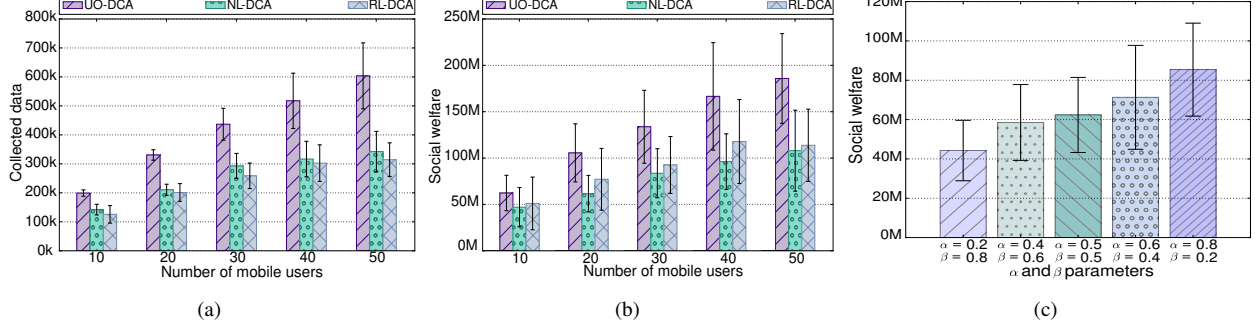 UO-DCA NL-DCA RL-DCA
800k
700k
600k
500k
400k
300k
200k
100k
0k
Collected data
10 20 30 40 50
Number of mobile users
(a)
UO-DCA NL-DCA RL-DCA
250M
200M
150M
100M
50M
0M
Social welfare
10 20 30 40 50
Number of mobile users
(b)
120M
100M
80M
60M
40M
20M
0M
Social welfare
α = 0.2 α = 0.4 α = 0.5 α = 0.6 α = 0.8
β = 0.8 β = 0.6 β = 0.5 β = 0.4 β = 0.2
α and β parameters
(c)